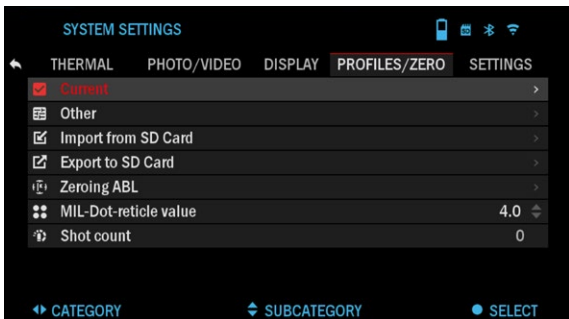 SYSTEM SETTINGS
THERMAL PHOTO/VIDEO DISPLAY PROFILES/ZERO SETTINGS
Current
Other
Import from SD Card
Export to SD Card
Zeroing ABL
MIL-Dot-reticle value 4.0
Shot count 0
CATEGORY SUBCATEGORY SELECT